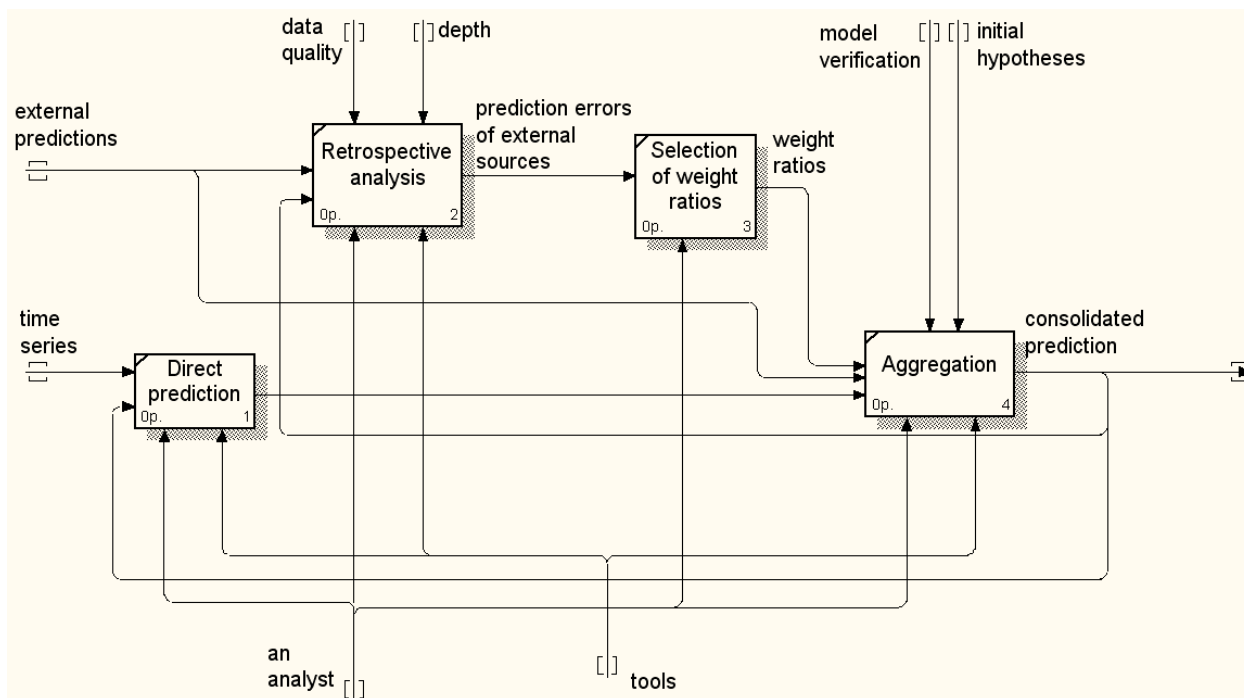 data
quality
depth
model
verification
initial
hypotheses
external
predictions
Retrospective
analysis
0p. 2
prediction errors
of external
sources
Selection
of weight
ratios
0p. 3
weight
ratios
time
series
Direct
prediction
0p. 1
Aggregation
0p. 4
consolidated
prediction
an
analyst
tools